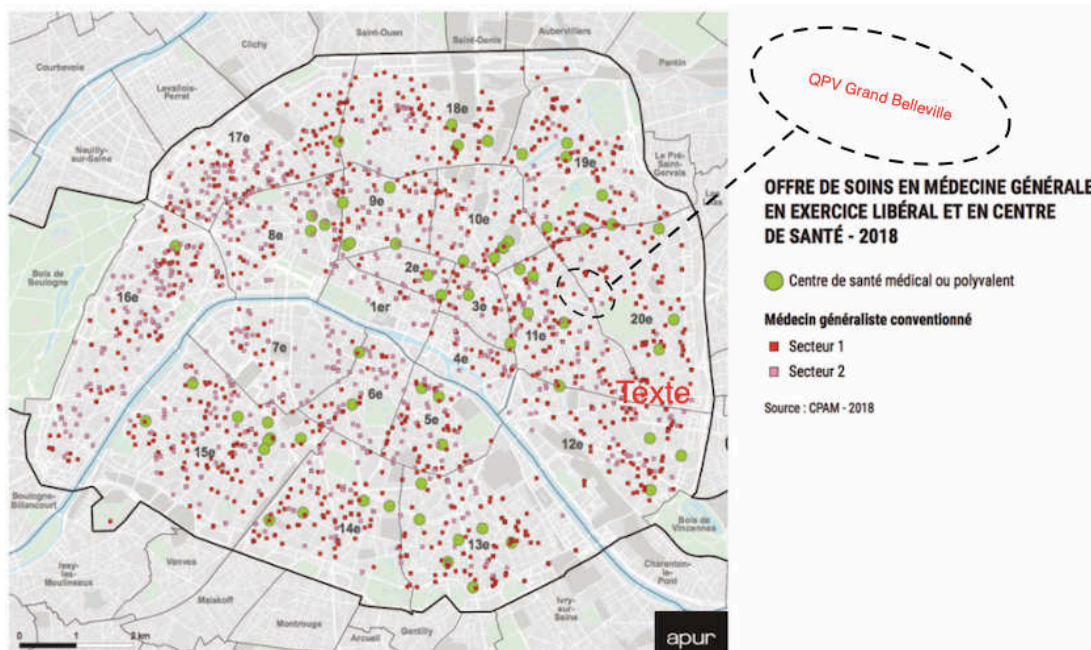 Saint-Ouen
Saint-Denis
Aubervilliers
Clichy
Courbevoie
Pantin
Levallois-
Perret
QPV Grand Belleville
18e
17e
Neuilly-
sur-Seine
19e
Le Pré-
Saint-
Gervais
Les
Lilas
OFFRE DE SOINS EN MÉDECINE GÉNÉRALE
EN EXERCICE LIBÉRAL ET EN CENTRE
DE SANTÉ - 2018
9e
10e
8e
Bois de
Boulogne
2e
Centre de santé médical ou polyvalent
16e
1er
3e
20e
11e
Médecin généraliste conventionné
Secteur 1
7e
4e
Secteur 2
6e
Texte
Source : CPAM - 2018
5e
15e
12e
Boulogne-
Billancourt
14e
13e
Bois de
Vincennes
Issy-
les-
Moulineaux
Vanves
Charenton-
le-
Pont
Malakoff
Ivry-
sur-
Seine
Montrouge
Arcueil
Gentilly
0 1 2 km
apur